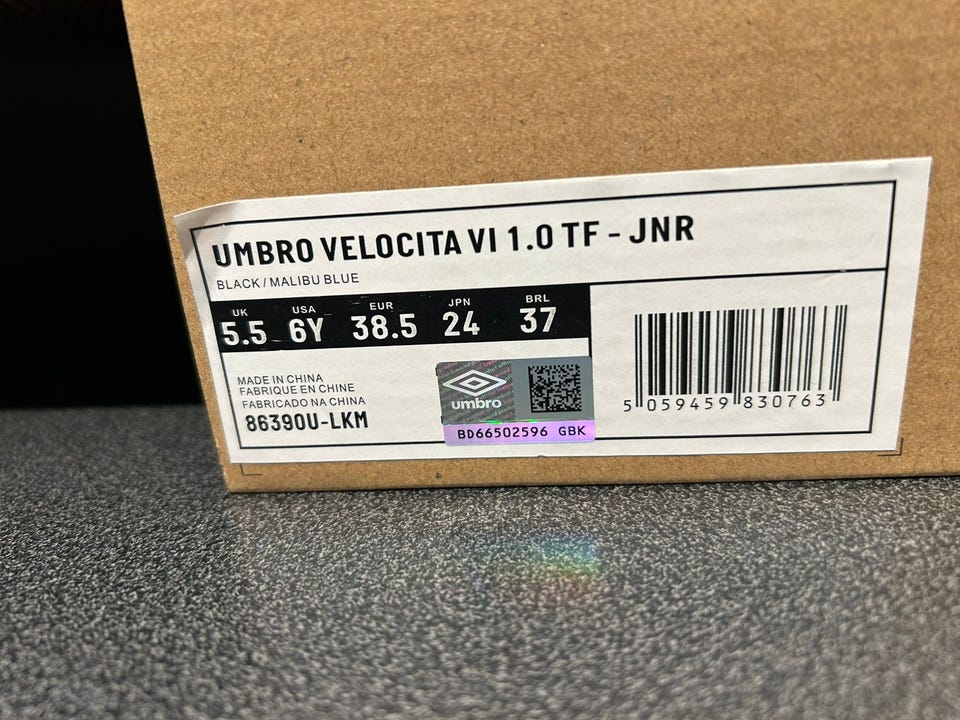 UMBRO VELOCITA VI 1.0 TF - JNR
BLACK / MALIBU BLUE
UK USA EUR JPN BRL
5.5 6Y 38.5 24 37
MADE IN CHINA
FABRIQUE EN CHINE
FABRICADO NA CHINA
86390U-LKM
umbro
BD66502596 GBK
5 059459 830763